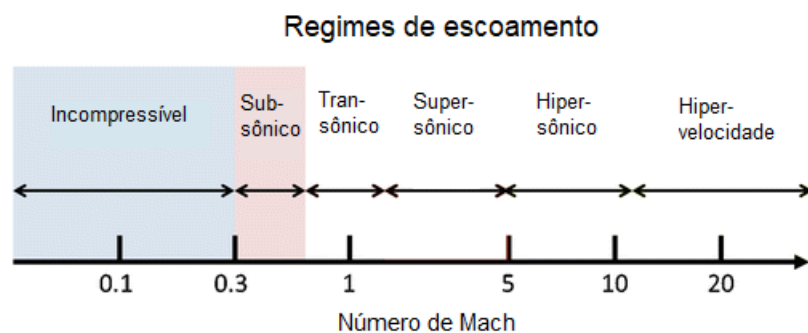 Regimes de escoamento
Incompressível
Sub-
sônico
Tran-
sônico
Super-
sônico
Hiper-
sônico
Hiper-
velocidade
0.1
0.3
1
5
10
20
Número de Mach